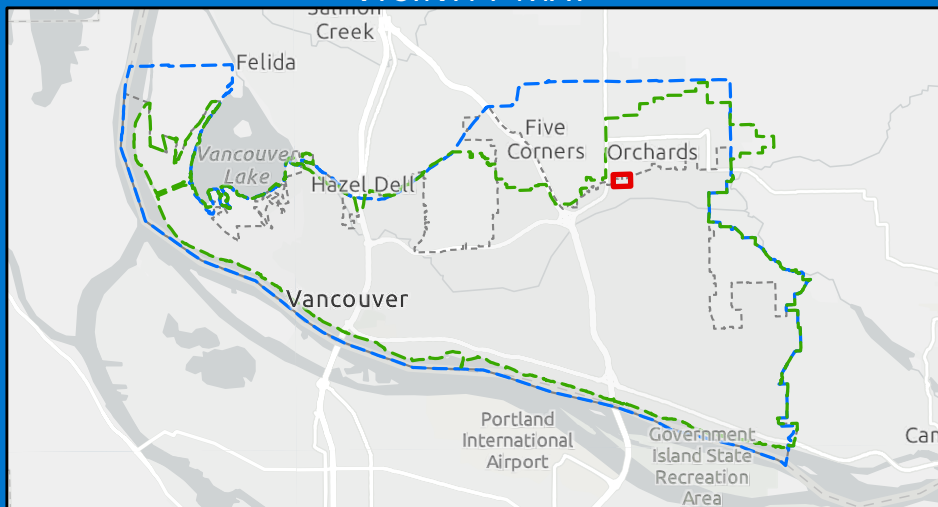 Salmon
Creek
Felida
Five
Corners
Orchards
Vancouver
Lake
Hazel Dell
Vancouver
Portland
International
Airport
Government
Island State
Recreation
Area